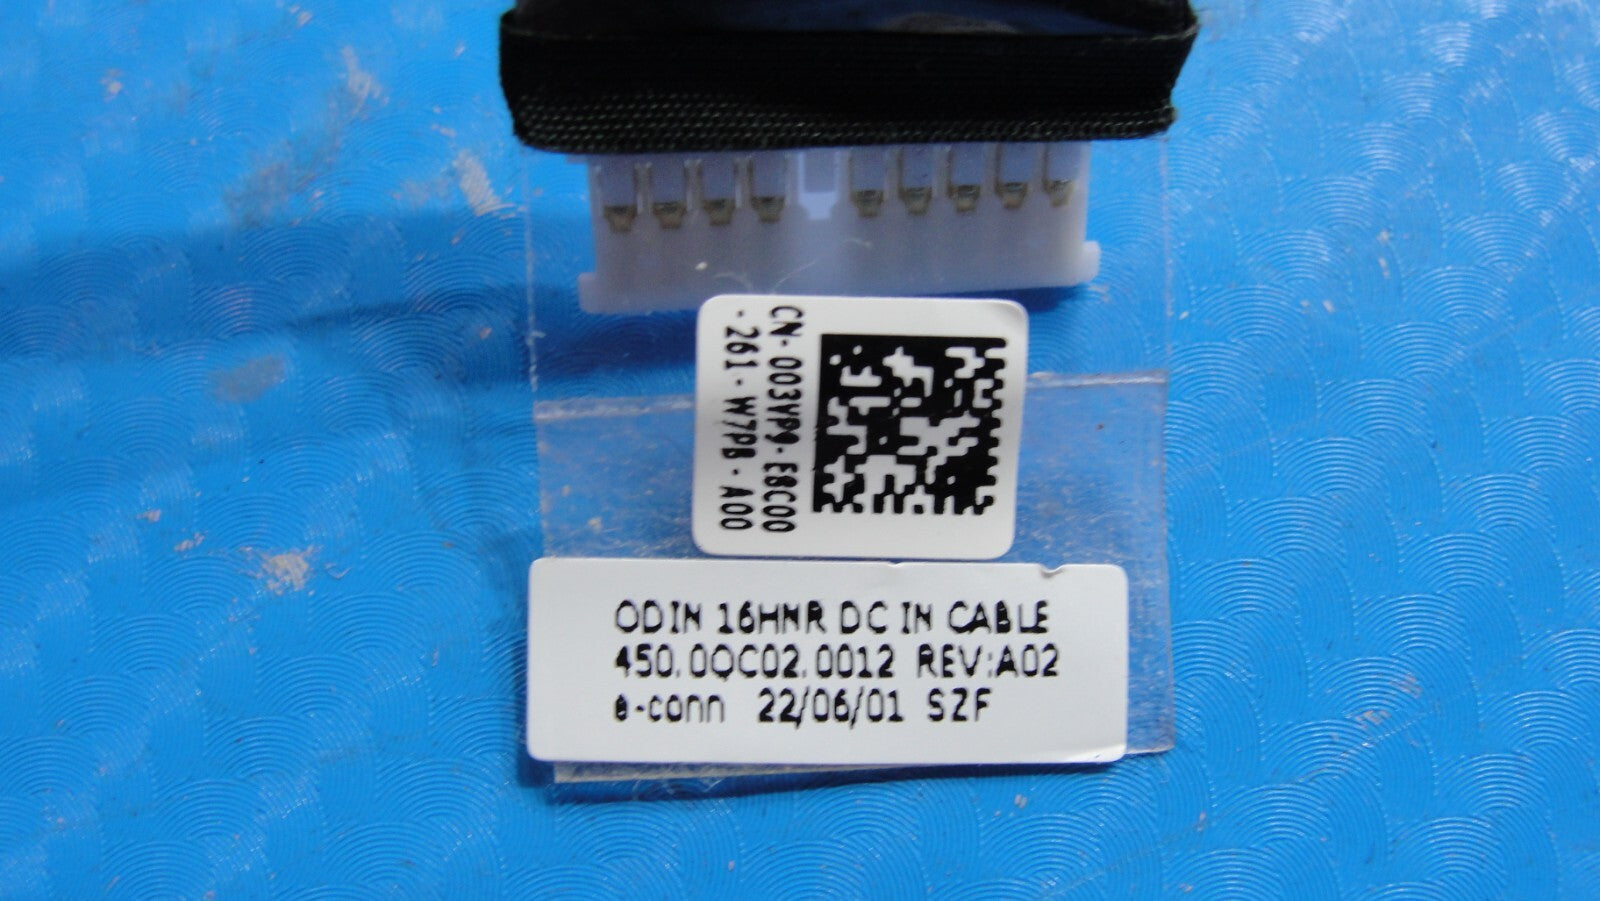 CN-003VP9-E8C00
-261-W7PB-A00
ODIN 16HNR DC IN CABLE
450.0QC02.0012 REV:A02
e-conn 22/06/01 SZF